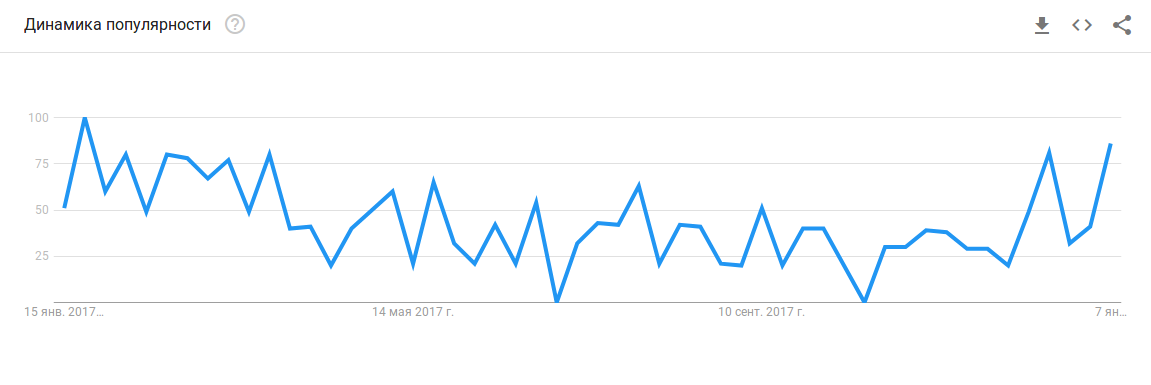 Динамика популярности ?
100
75
50
25
15 янв. 2017…
14 мая 2017 г.
10 сент. 2017 г.
7 ян…